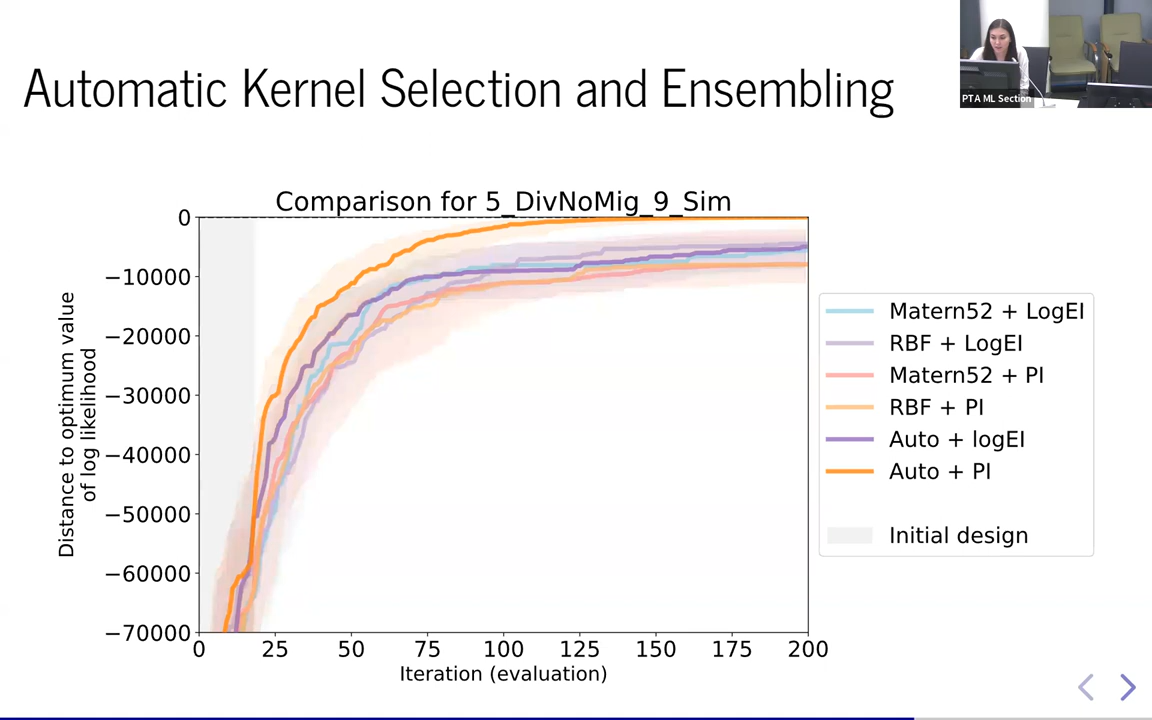 Automatic Kernel Selection and Ensembling
PTA ML Section
Comparison for 5_DivNoMig_9_Sim
Distance to optimum value
of log likelihood
0
−10000
−20000
−30000
−40000
−50000
−60000
−70000
0 25 50 75 100 125 150 175 200
Iteration (evaluation)
Matern52 + LogEI
RBF + LogEI
Matern52 + PI
RBF + PI
Auto + logEI
Auto + PI
Initial design